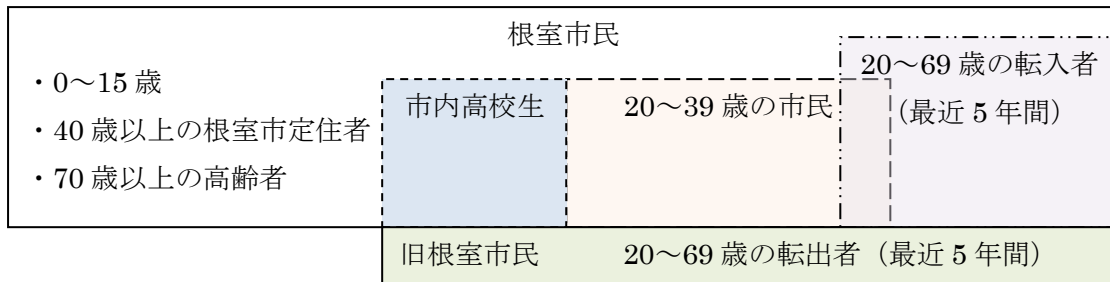 根室市民
・0～15 歳
・40 歳以上の根室市定住者
・70 歳以上の高齢者
市内高校生
20～39 歳の市民
20～69 歳の転入者
（最近 5 年間）
旧根室市民 20～69 歳の転出者（最近 5 年間）